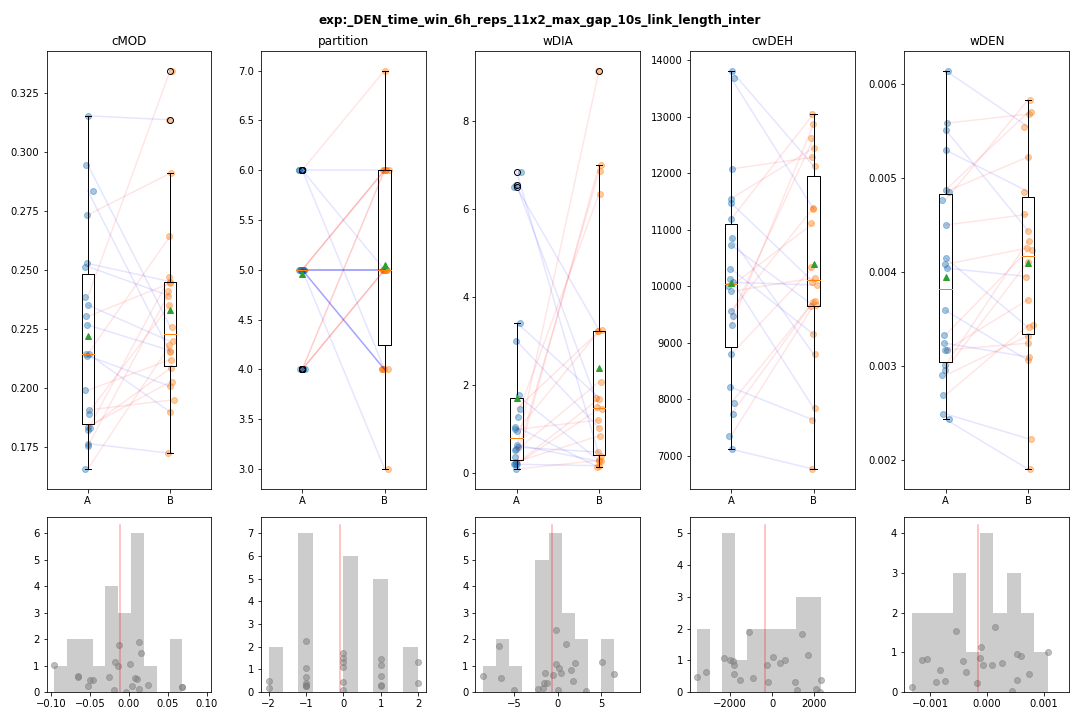 exp:_DEN_time_win_6h_reps_11x2_max_gap_10s_link_length_inter
cMOD partition wDIA cwDEH wDEN
0.325 0.300 0.275 0.250 0.225 0.200 0.175
A B
7.0 6.5 6.0 5.5 5.0 4.5 4.0 3.5 3.0
A B
8 6 4 2 0
A B
14000 13000 12000 11000 10000 9000 8000 7000
A B
0.006 0.005 0.004 0.003 0.002
A B
6 5 4 3 2 1 0
−0.10 −0.05 0.00 0.05 0.10
7 6 5 4 3 2 1 0
−2 −1 0 1 2
6 5 4 3 2 1 0
−5 0 5
5 4 3 2 1 0
−2000 0 2000
4 3 2 1 0
−0.001 0.000 0.001